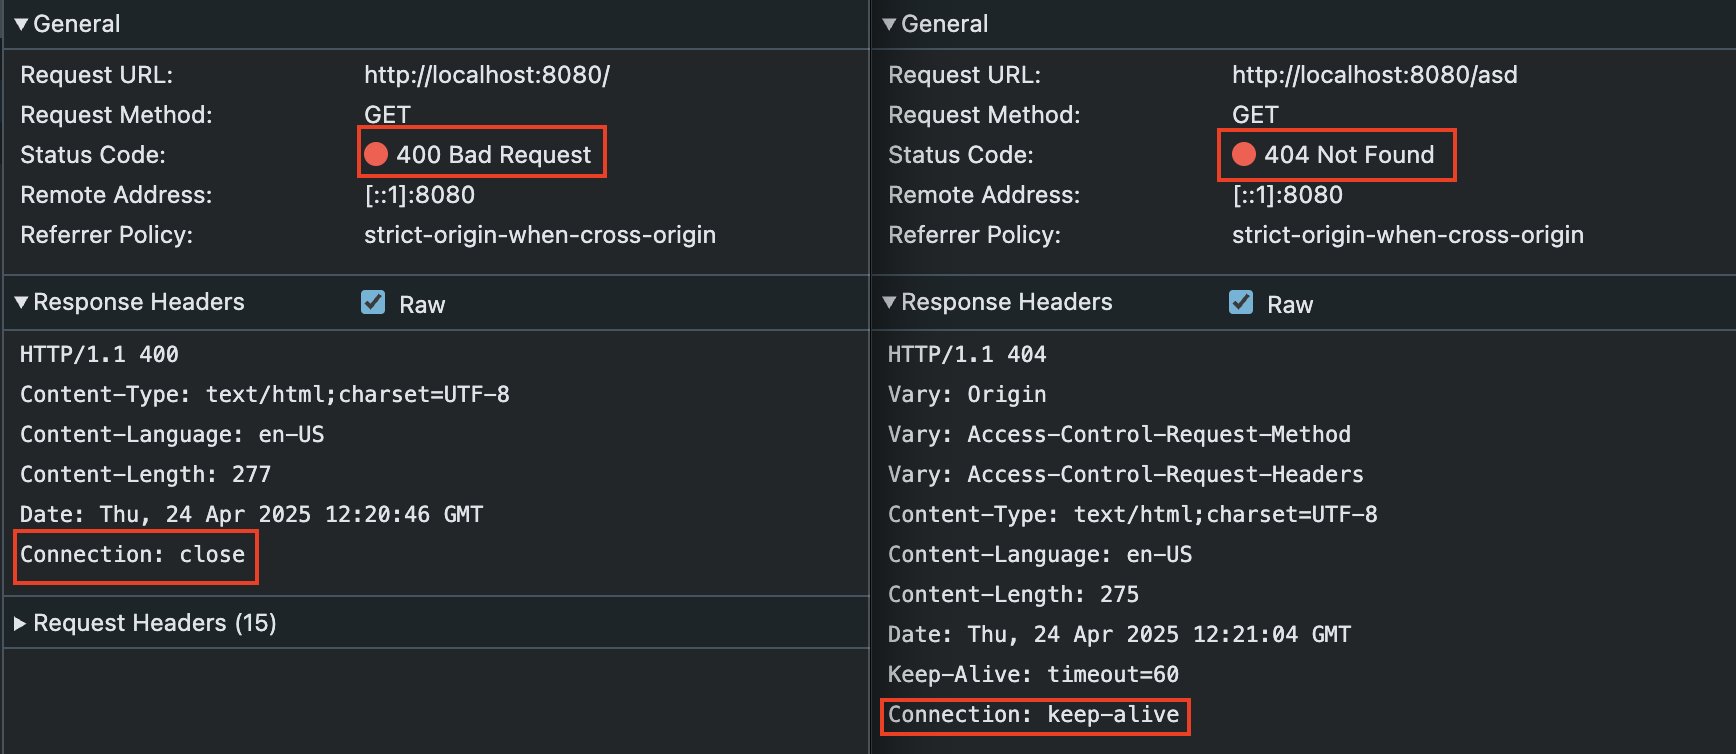 General
Request URL: http://localhost:8080/
Request Method: GET
Status Code: 400 Bad Request
Remote Address: [::1]:8080
Referrer Policy: strict-origin-when-cross-origin
Response Headers Raw
HTTP/1.1 400
Content-Type: text/html;charset=UTF-8
Content-Language: en-US
Content-Length: 277
Date: Thu, 24 Apr 2025 12:20:46 GMT
Connection: close
Request Headers (15)
General
Request URL: http://localhost:8080/asd
Request Method: GET
Status Code: 404 Not Found
Remote Address: [::1]:8080
Referrer Policy: strict-origin-when-cross-origin
Response Headers Raw
HTTP/1.1 404
Vary: Origin
Vary: Access-Control-Request-Method
Vary: Access-Control-Request-Headers
Content-Type: text/html;charset=UTF-8
Content-Language: en-US
Content-Length: 275
Date: Thu, 24 Apr 2025 12:21:04 GMT
Keep-Alive: timeout=60
Connection: keep-alive